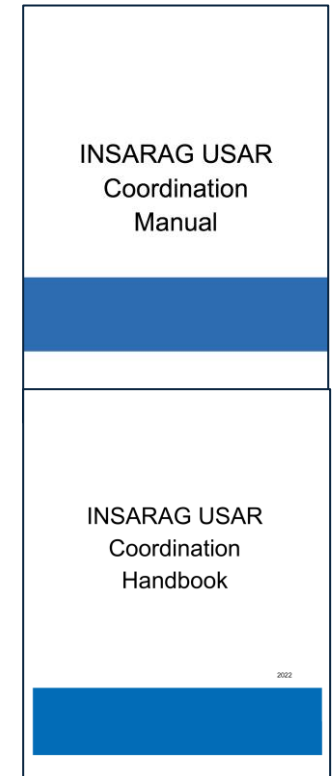 INSARAG USAR
Coordination
Manual
INSARAG USAR
Coordination
Handbook
2022